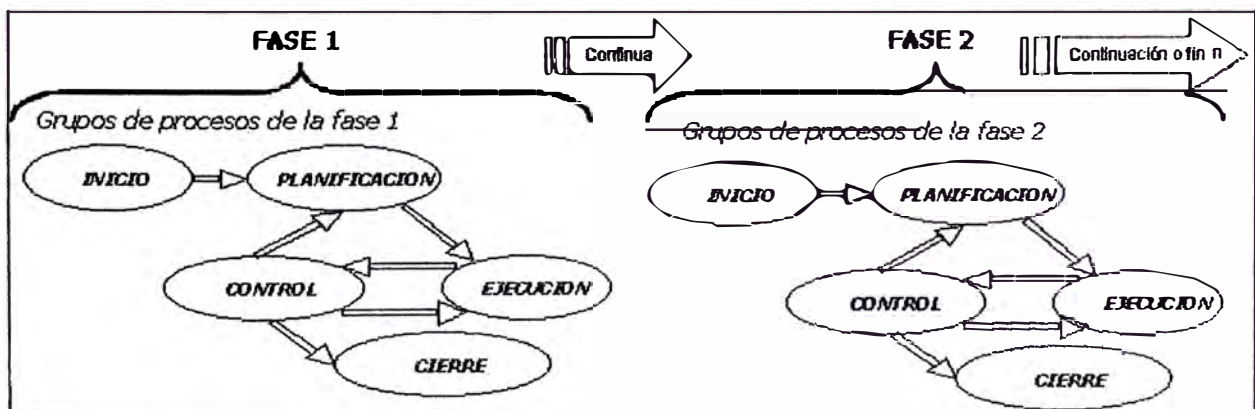 FASE 1
Continua
FASE 2
Continuación o fin n
Grupos de procesos de la fase 1
INICIO
PLANIFICACION
CONTROL
EJECUCION
CIERRE
Grupos de procesos de la fase 2
INICIO
PLANIFICACION
CONTROL
EJECUCION
CIERRE